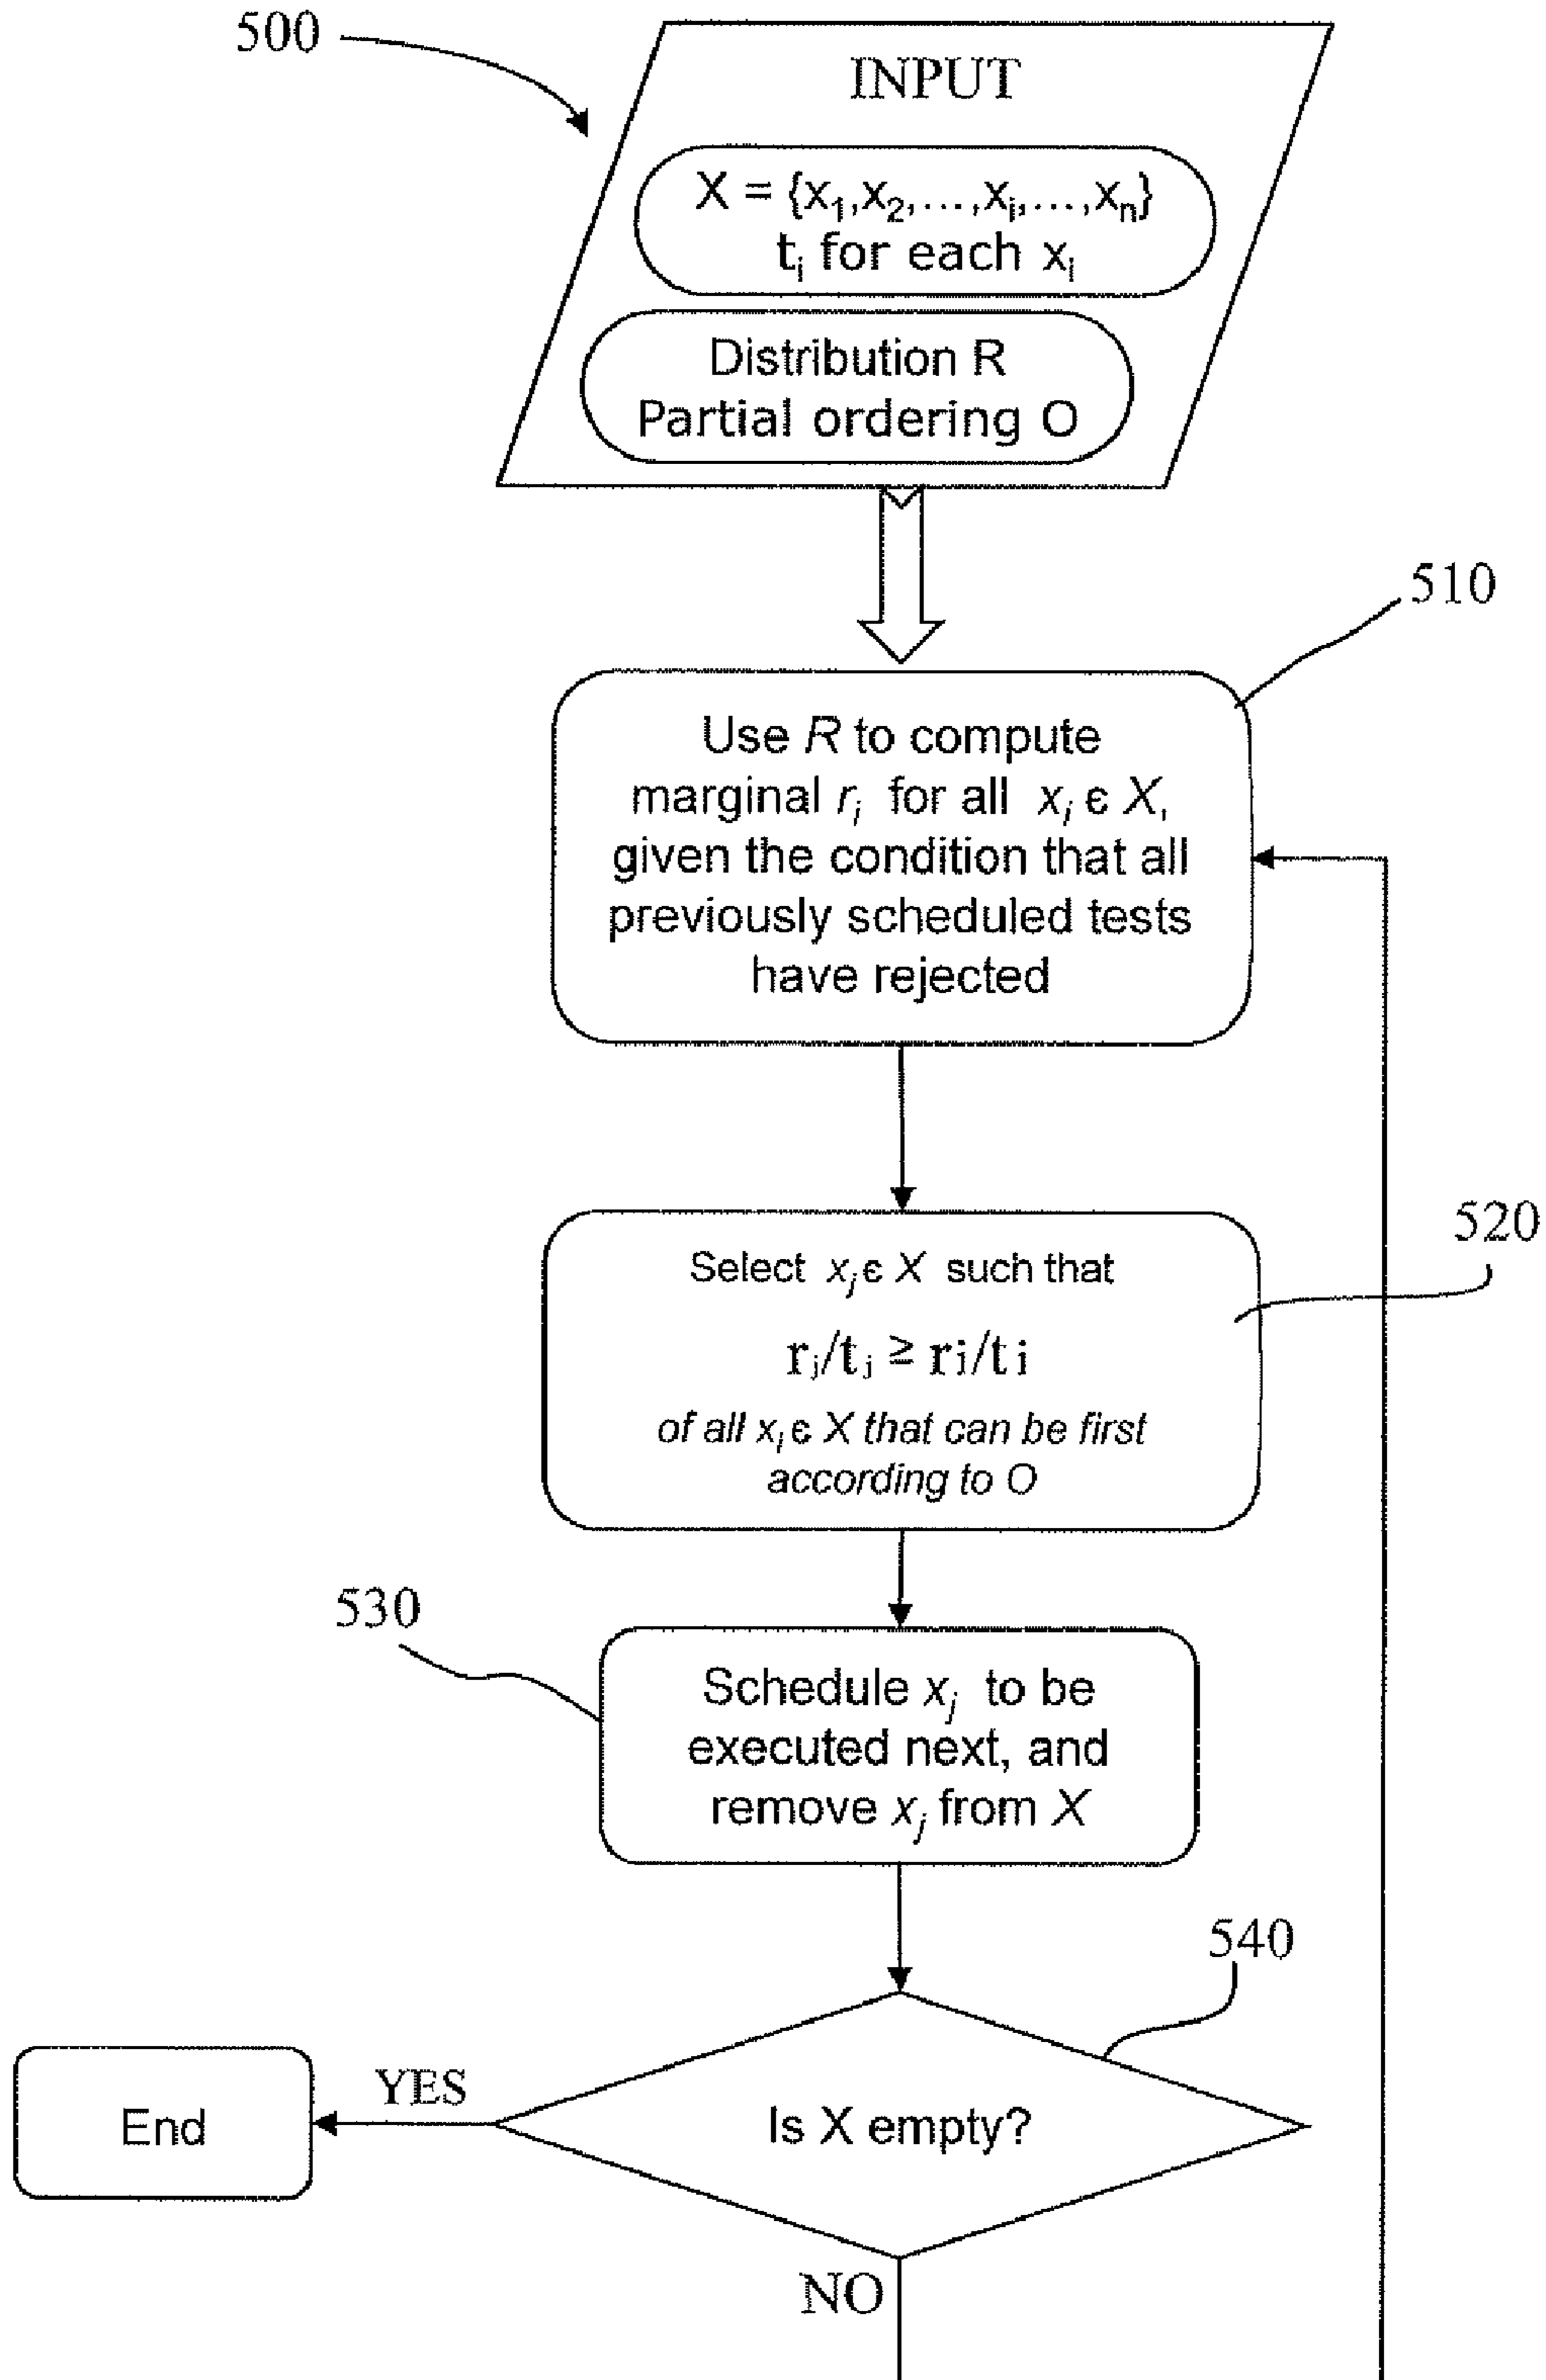 500
INPUT
X = {x₁,x₂,...,xᵢ,...,xₙ}
tᵢ for each xᵢ
Distribution R
Partial ordering O
510
Use R to compute
marginal rᵢ for all xᵢ ϵ X,
given the condition that all
previously scheduled tests
have rejected
520
Select xⱼ ϵ X such that
rⱼ/tⱼ ≥ ri/ti
of all xᵢ ϵ X that can be first
according to O
530
Schedule xⱼ to be
executed next, and
remove xⱼ from X
540
Is X empty?
YES
End
NO